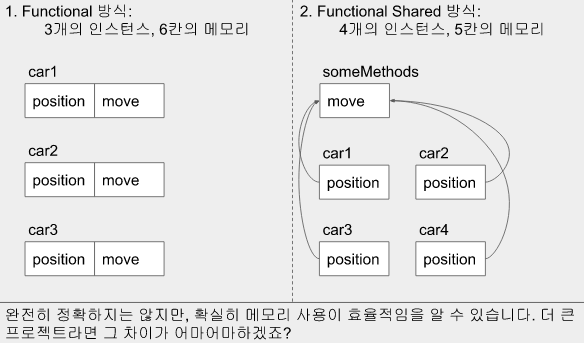 1. Functional 방식:
3개의 인스턴스, 6칸의 메모리
car1
position move
car2
position move
car3
position move
2. Functional Shared 방식:
4개의 인스턴스, 5칸의 메모리
someMethods
move
car1 car2
position position
car3 car4
position position
완전히 정확하지는 않지만, 확실히 메모리 사용이 효율적임을 알 수 있습니다. 더 큰
프로젝트라면 그 차이가 어마어마하겠죠?